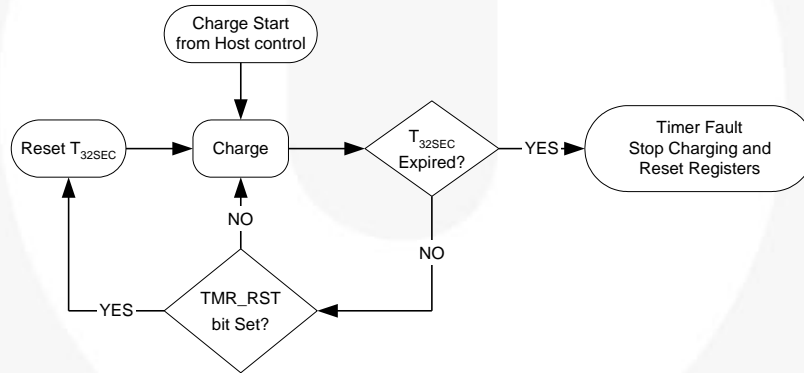 Charge Start
from Host control
Reset T32SEC
Charge
T32SEC
Expired?
YES
Timer Fault
Stop Charging and
Reset Registers
NO
NO
YES
TMR_RST
bit Set?